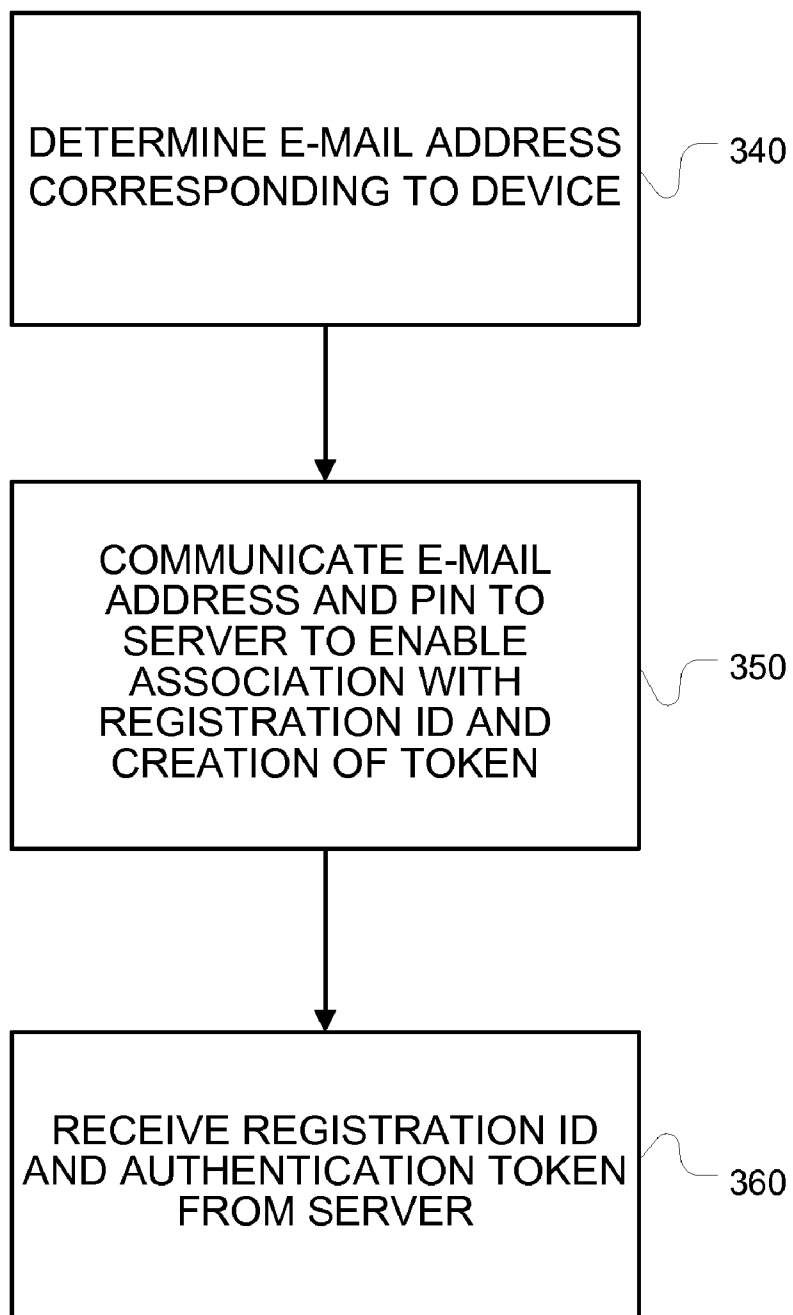 DETERMINE E-MAIL ADDRESS
CORRESPONDING TO DEVICE
340
COMMUNICATE E-MAIL
ADDRESS AND PIN TO
SERVER TO ENABLE
ASSOCIATION WITH
REGISTRATION ID AND
CREATION OF TOKEN
350
RECEIVE REGISTRATION ID
AND AUTHENTICATION TOKEN
FROM SERVER
360